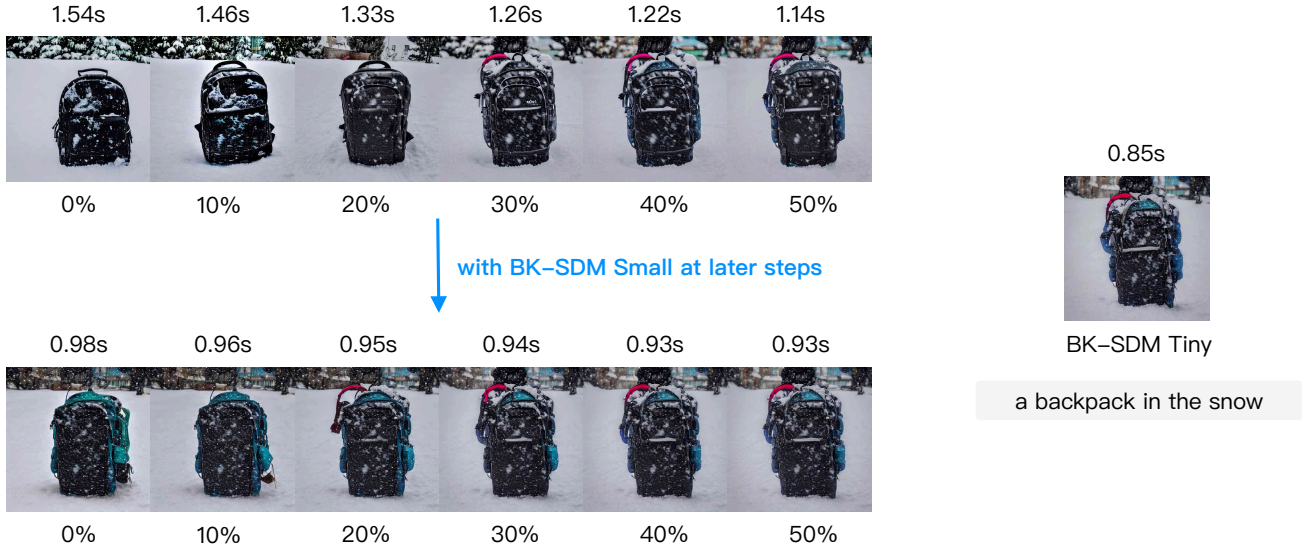 1.54s 1.46s 1.33s 1.26s 1.22s 1.14s
0% 10% 20% 30% 40% 50%
with BK–SDM Small at later steps
0.98s 0.96s 0.95s 0.94s 0.93s 0.93s
0% 10% 20% 30% 40% 50%
0.85s
BK–SDM Tiny
a backpack in the snow